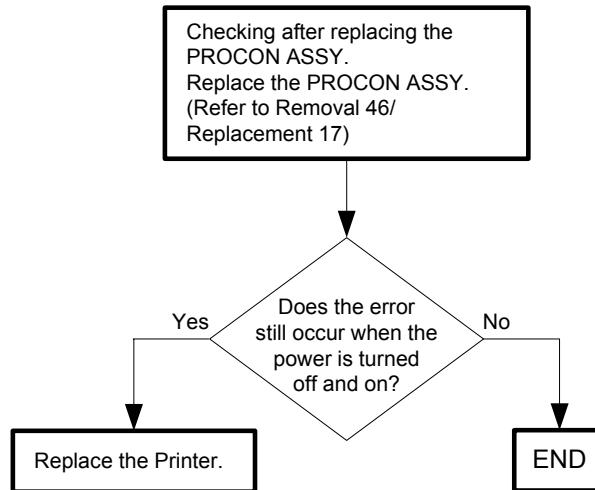 Checking after replacing the
PROCON ASSY.
Replace the PROCON ASSY.
(Refer to Removal 46/
Replacement 17)
Does the error
still occur when the
power is turned
off and on?
Yes
No
Replace the Printer.
END